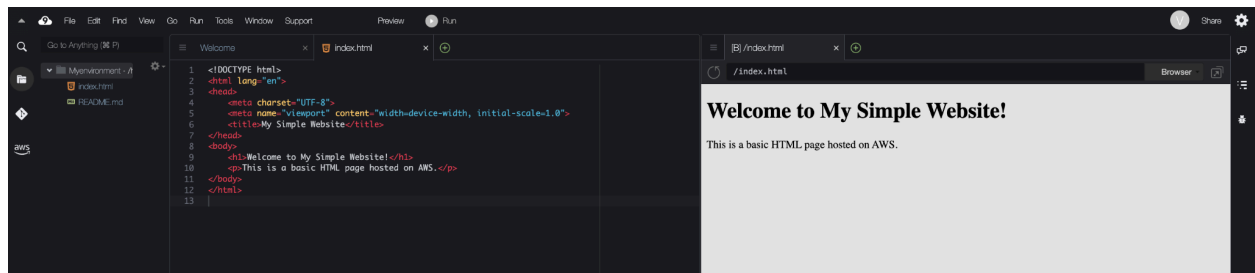 File Edit Find View Go Run Tools Window Support Preview Run V Share
Go to Anything (⌘ P)
Myenvironment - /
index.html
README.md
aws
Welcome × index.html ×
1 <!DOCTYPE html>
2 <html lang="en">
3 <head>
4 <meta charset="UTF-8">
5 <meta name="viewport" content="width=device-width, initial-scale=1.0">
6 <title>My Simple Website</title>
7 </head>
8 <body>
9 <h1>Welcome to My Simple Website!</h1>
10 <p>This is a basic HTML page hosted on AWS.</p>
11 </body>
12 </html>
13
[B] /index.html ×
/index.html Browser
Welcome to My Simple Website!
This is a basic HTML page hosted on AWS.